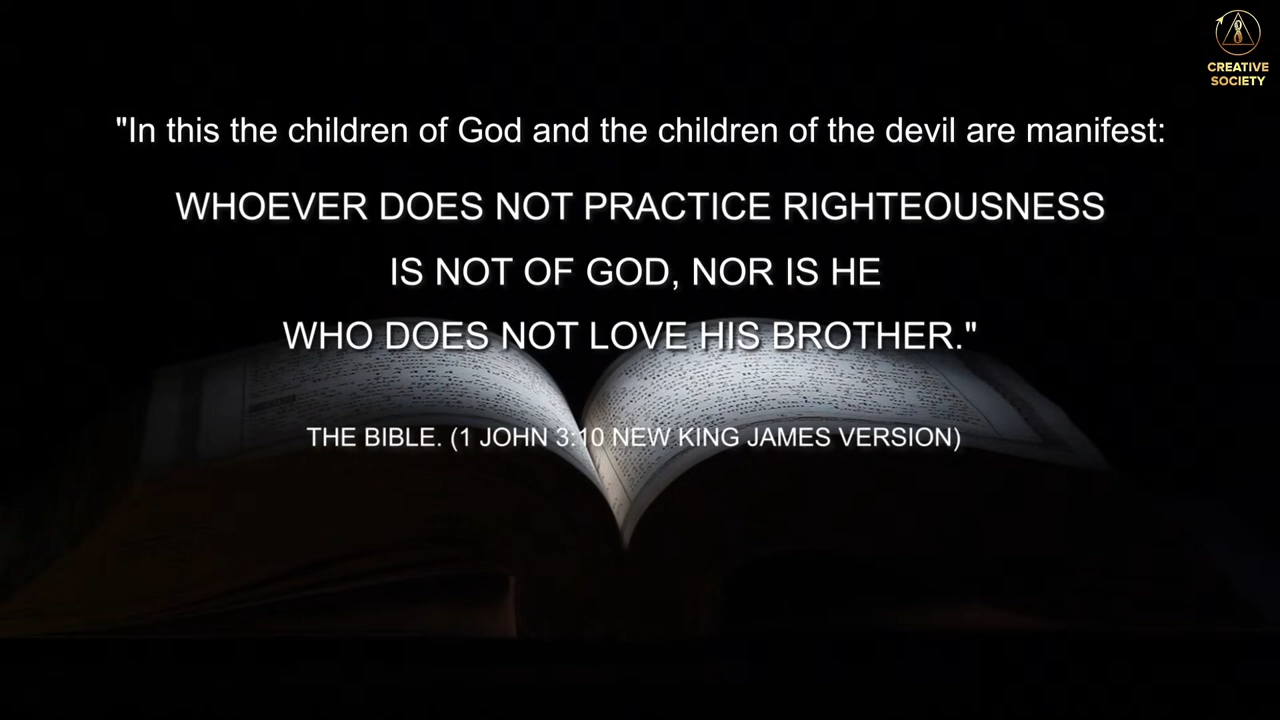 CREATIVE
SOCIETY
"In this the children of God and the children of the devil are manifest:
WHOEVER DOES NOT PRACTICE RIGHTEOUSNESS
IS NOT OF GOD, NOR IS HE
WHO DOES NOT LOVE HIS BROTHER."
THE BIBLE. (1 JOHN 3:10 NEW KING JAMES VERSION)